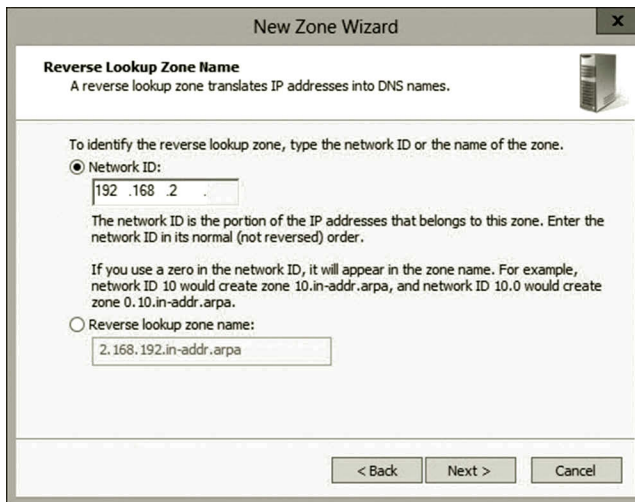 New Zone Wizard
x
Reverse Lookup Zone Name
A reverse lookup zone translates IP addresses into DNS names.
To identify the reverse lookup zone, type the network ID or the name of the zone.
Network ID:
192 .168 .2 .
The network ID is the portion of the IP addresses that belongs to this zone. Enter the
network ID in its normal (not reversed) order.
If you use a zero in the network ID, it will appear in the zone name. For example,
network ID 10 would create zone 10.in-addr.arpa, and network ID 10.0 would create
zone 0.10.in-addr.arpa.
Reverse lookup zone name:
2.168.192.in-addr.arpa
< Back Next > Cancel